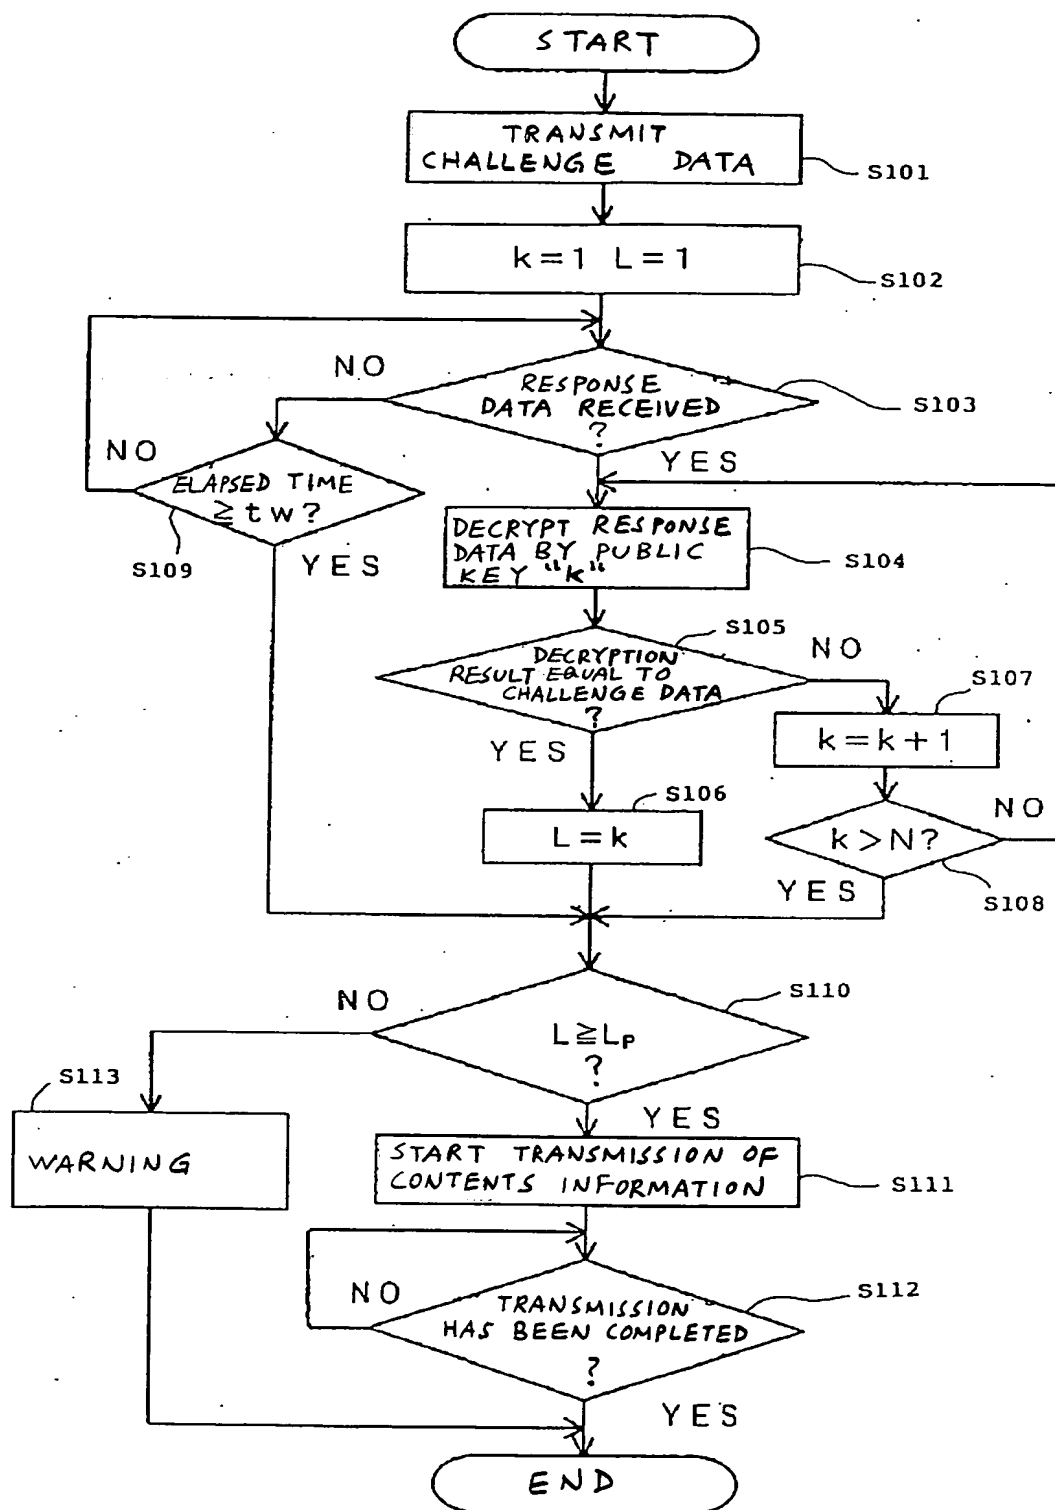 START
TRANSMIT
CHALLENGE DATA
S101
k=1 L=1
S102
NO
RESPONSE
DATA RECEIVED
?
S103
YES
NO
ELAPSED TIME
≧tw?
S109
YES
DECRYPT RESPONSE
DATA BY PUBLIC
KEY "k"
S104
S105
DECRYPTION
RESULT EQUAL TO
CHALLENGE DATA
?
NO
YES
S107
k=k+1
S106
L=k
k>N?
NO
YES
S108
NO
S110
L≧LP
?
YES
S113
WARNING
START TRANSMISSION OF
CONTENTS INFORMATION
S111
NO
S112
TRANSMISSION
HAS BEEN COMPLETED
?
YES
END